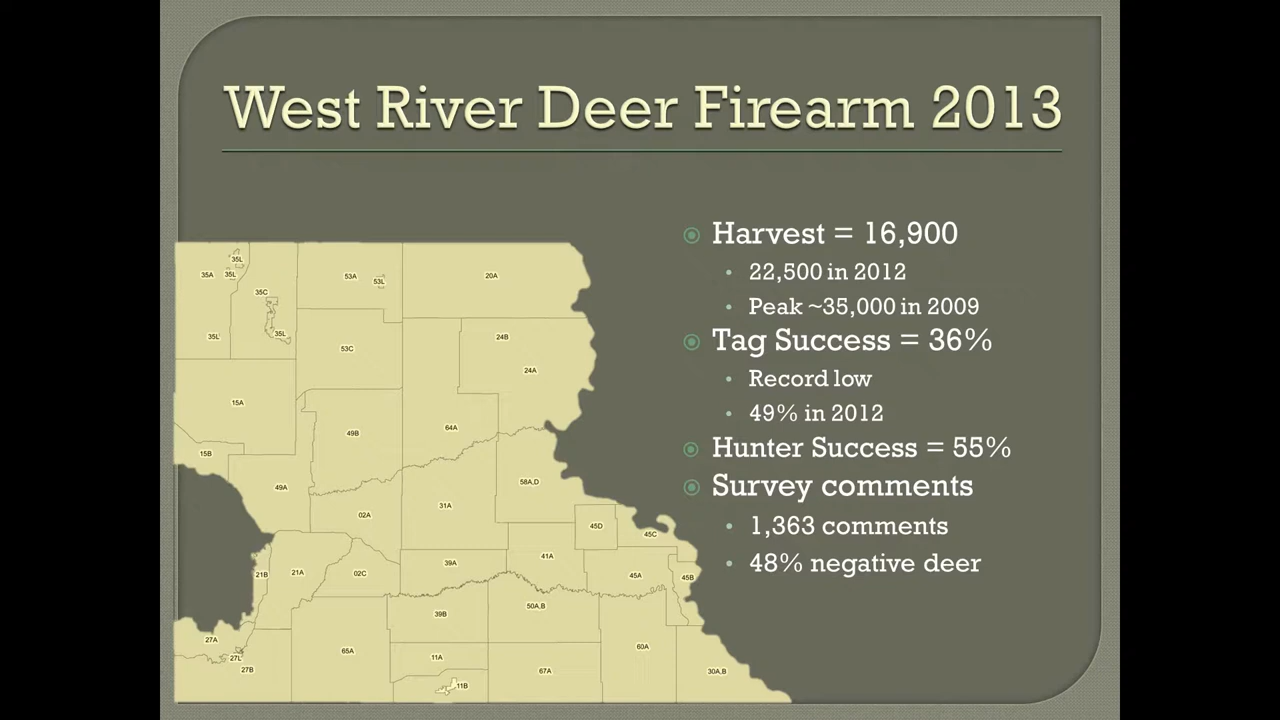 West River Deer Firearm 2013
Harvest = 16,900
22,500 in 2012
Peak ~35,000 in 2009
Tag Success = 36%
Record low
49% in 2012
Hunter Success = 55%
Survey comments
1,363 comments
48% negative deer
35L
35A
35L
53A
53L
20A
35C
35L
35L
24B
53C
24A
15A
64A
49B
15B
58A,D
49A
31A
02A
45D
45C
41A
39A
21B
21A
02C
45A
45B
50A,B
39B
27A
60A
65A
27L
11A
27B
67A
30A,B
11B